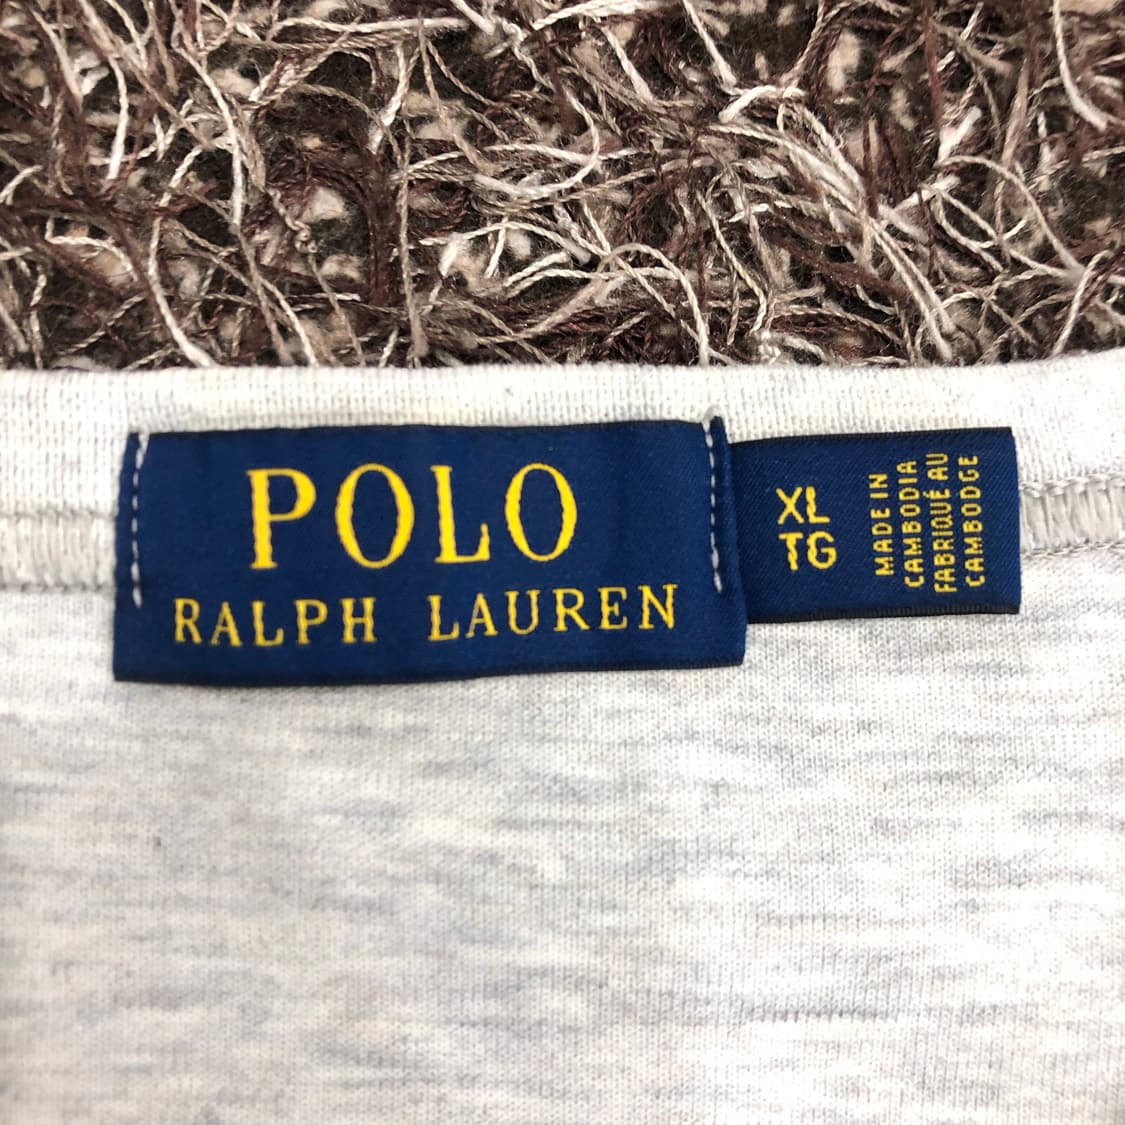 POLO
RALPH LAUREN
XL
TG
MADE IN
CAMBODIA
FABRIQUÉ AU
CAMBODGE